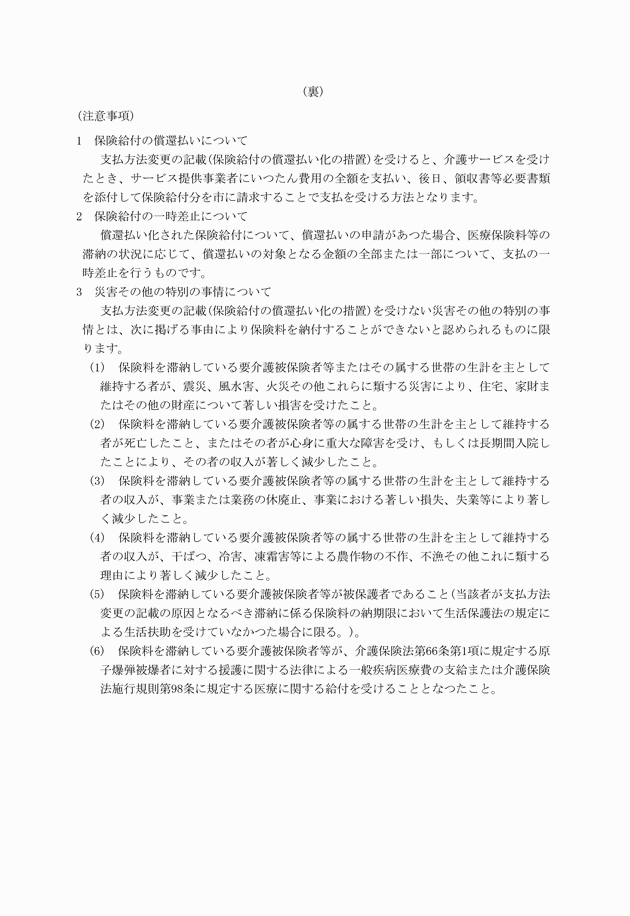 (裏)
(注意事項)
1　保険給付の償還払いについて
支払方法変更の記載(保険給付の償還払い化の措置)を受けると、介護サービスを受け
たとき、サービス提供事業者にいつたん費用の全額を支払い、後日、領収書等必要書類
を添付して保険給付分を市に請求することで支払を受ける方法となります。
2　保険給付の一時差止について
償還払い化された保険給付について、償還払いの申請があつた場合、医療保険料等の
滞納の状況に応じて、償還払いの対象となる金額の全部または一部について、支払の一
時差止を行うものです。
3　災害その他の特別の事情について
支払方法変更の記載(保険給付の償還払い化の措置)を受けない災害その他の特別の事
情とは、次に掲げる事由により保険料を納付することができないと認められるものに限
ります。
(1)　保険料を滞納している要介護被保険者等またはその属する世帯の生計を主として
維持する者が、震災、風水害、火災その他これらに類する災害により、住宅、家財ま
たはその他の財産について著しい損害を受けたこと。
(2)　保険料を滞納している要介護被保険者等の属する世帯の生計を主として維持する
者が死亡したこと、またはその者が心身に重大な障害を受け、もしくは長期間入院し
たことにより、その者の収入が著しく減少したこと。
(3)　保険料を滞納している要介護被保険者等の属する世帯の生計を主として維持する
者の収入が、事業または業務の休廃止、事業における著しい損失、失業等により著し
く減少したこと。
(4)　保険料を滞納している要介護被保険者等の属する世帯の生計を主として維持する
者の収入が、干ばつ、冷害、凍霜害等による農作物の不作、不漁その他これに類する
理由により著しく減少したこと。
(5)　保険料を滞納している要介護被保険者等が被保護者であること(当該者が支払方法
変更の記載の原因となるべき滞納に係る保険料の納期限において生活保護法の規定に
よる生活扶助を受けていなかつた場合に限る。)。
(6)　保険料を滞納している要介護被保険者等が、介護保険法第66条第1項に規定する原
子爆弾被爆者に対する援護に関する法律による一般疾病医療費の支給または介護保険
法施行規則第98条に規定する医療に関する給付を受けることとなつたこと。